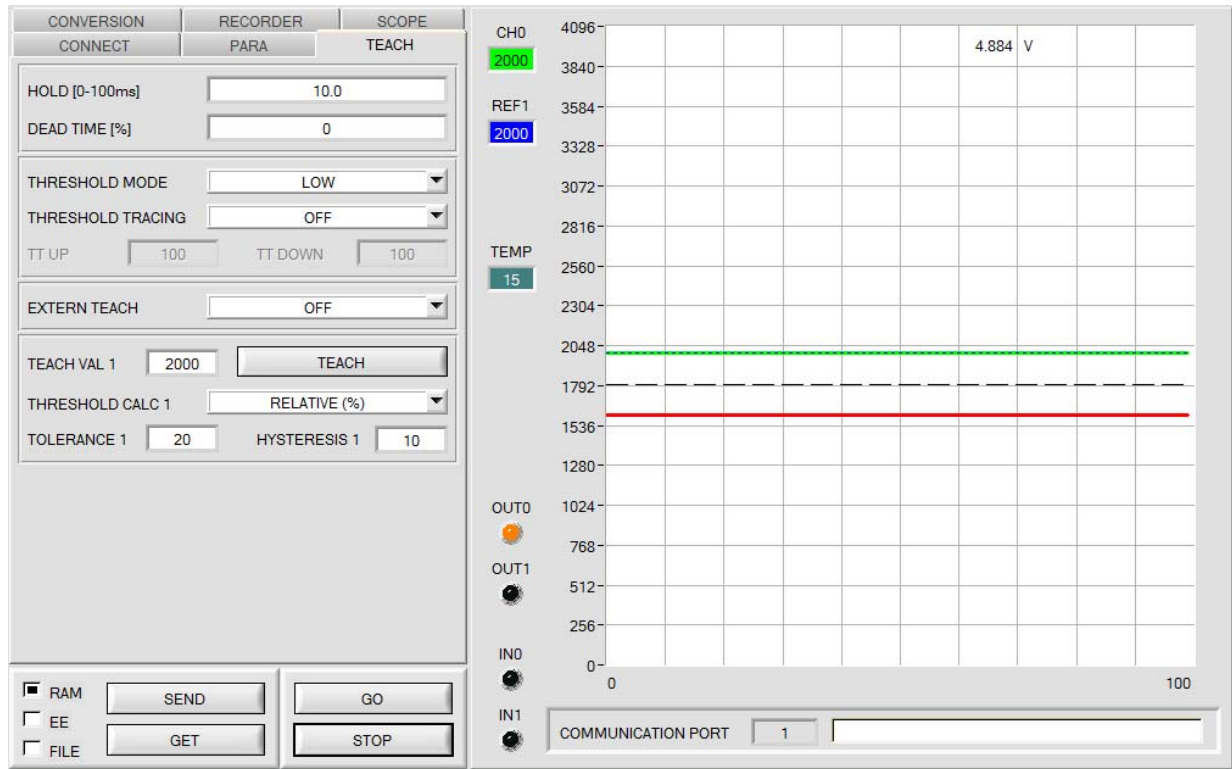 CONVERSION RECORDER SCOPE
CONNECT PARA TEACH
HOLD [0-100ms] 10.0
DEAD TIME [%] 0
THRESHOLD MODE LOW
THRESHOLD TRACING OFF
TT UP 100 TT DOWN 100
EXTERN TEACH OFF
TEACH VAL 1 2000 TEACH
THRESHOLD CALC 1 RELATIVE (%)
TOLERANCE 1 20 HYSTERESIS 1 10
RAM SEND
EE
FILE GET
GO
STOP
CH0
2000
REF1
2000
TEMP
15
OUT0
OUT1
IN0
IN1
4.884 V
4096
3840
3584
3328
3072
2816
2560
2304
2048
1792
1536
1280
1024
768
512
256
0
0 100
COMMUNICATION PORT 1